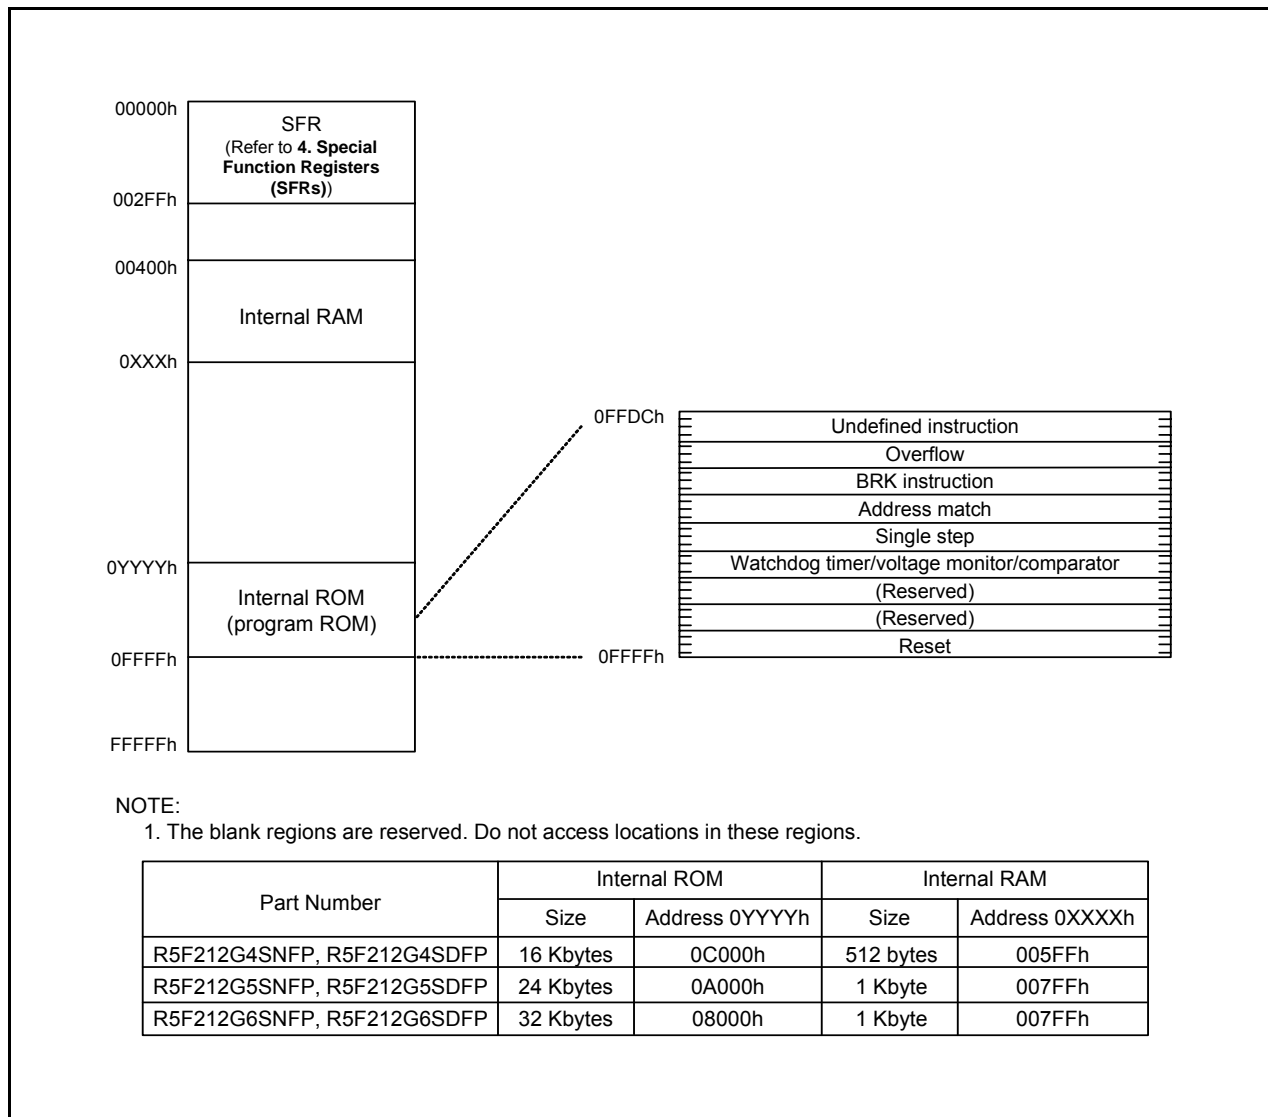 00000h
SFR
(Refer to 4. Special
Function Registers
(SFRs))
002FFh
00400h
Internal RAM
0XXXh
0FFDCh
Undefined instruction
Overflow
BRK instruction
Address match
Single step
Watchdog timer/voltage monitor/comparator
(Reserved)
(Reserved)
Reset
0YYYYh
Internal ROM
(program ROM)
0FFFFh
0FFFFh
FFFFFh
NOTE:
1. The blank regions are reserved. Do not access locations in these regions.
Part Number Internal ROM Internal RAM
Size Address 0YYYYh Size Address 0XXXXh
R5F212G4SNFP, R5F212G4SDFP 16 Kbytes 0C000h 512 bytes 005FFh
R5F212G5SNFP, R5F212G5SDFP 24 Kbytes 0A000h 1 Kbyte 007FFh
R5F212G6SNFP, R5F212G6SDFP 32 Kbytes 08000h 1 Kbyte 007FFh